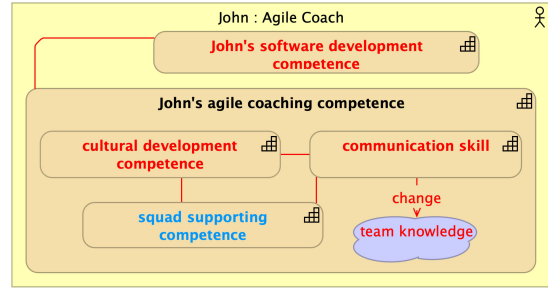 John : Agile Coach
John's software development
competence
John's agile coaching competence
cultural development
competence
communication skill
squad supporting
competence
change
team knowledge